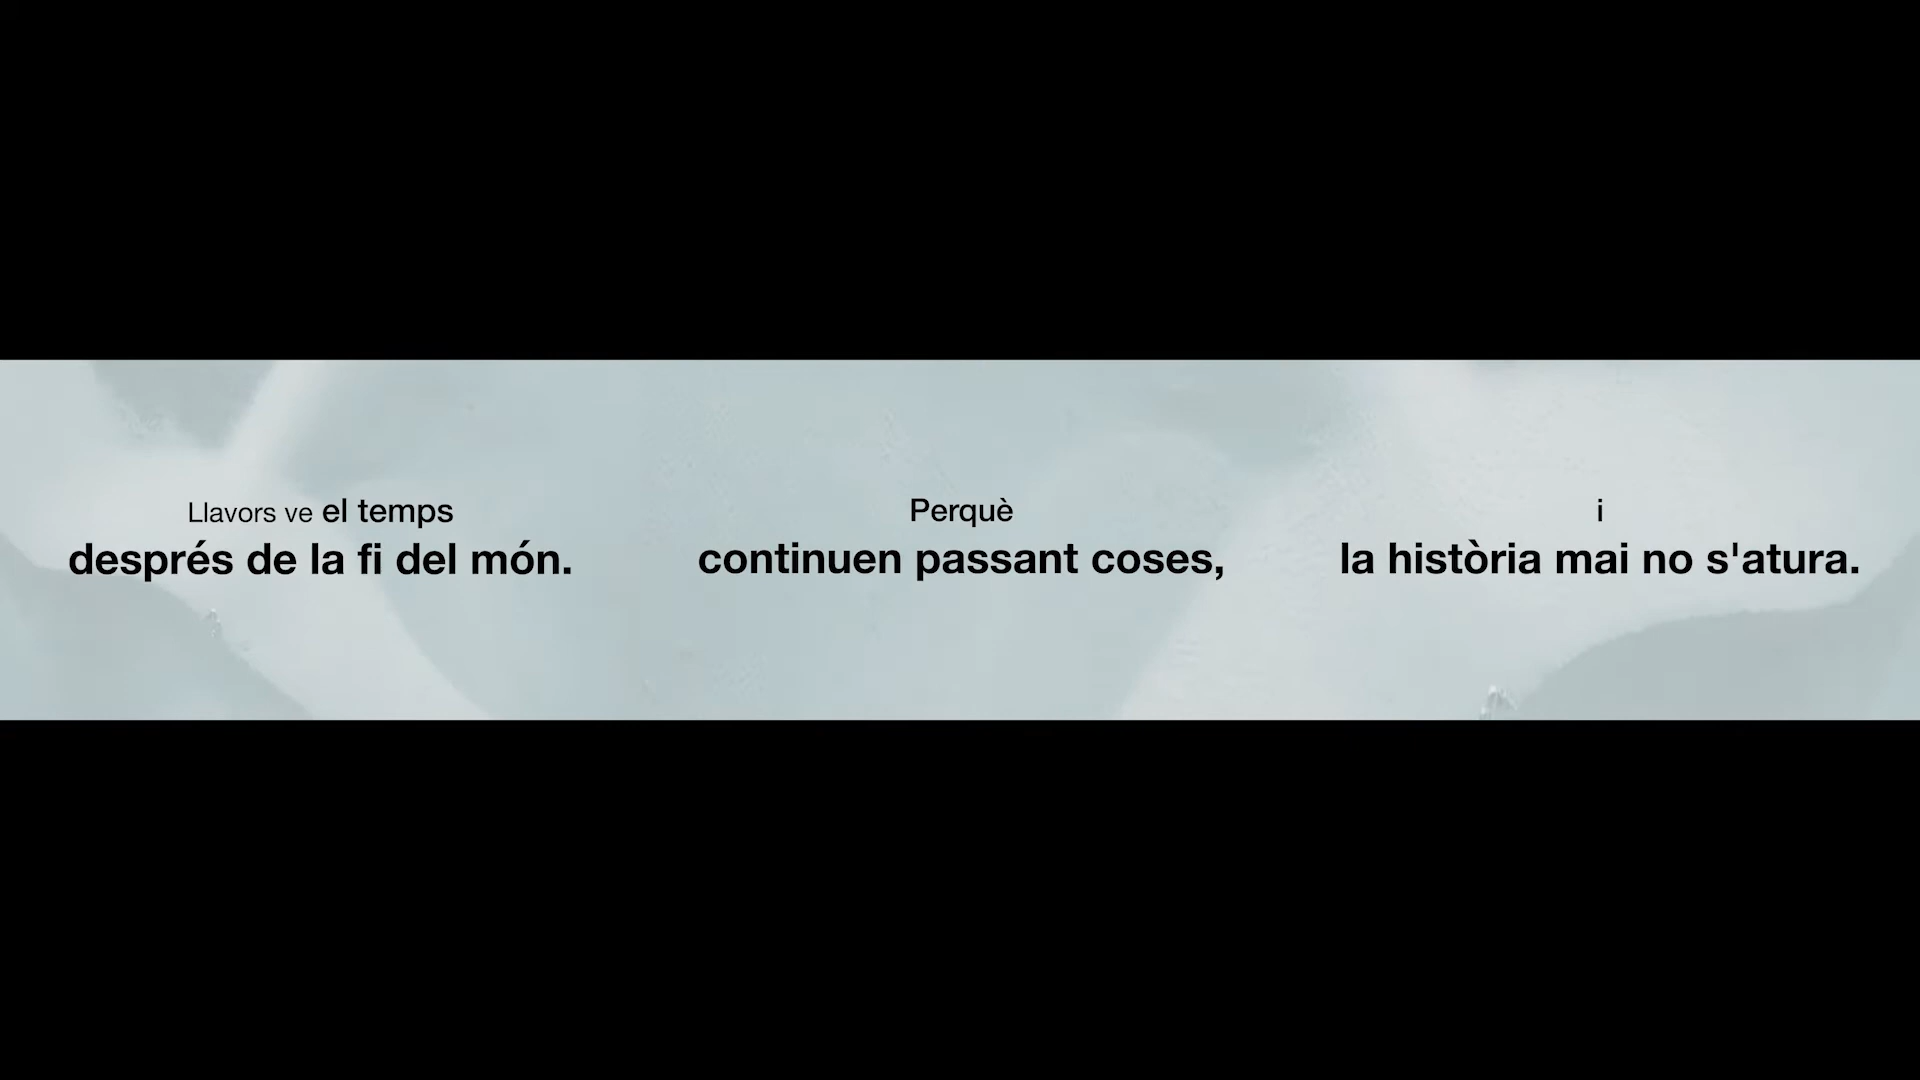 Llavors ve el temps
després de la fi del món.
Perquè
continuen passant coses,
i
la història mai no s'atura.